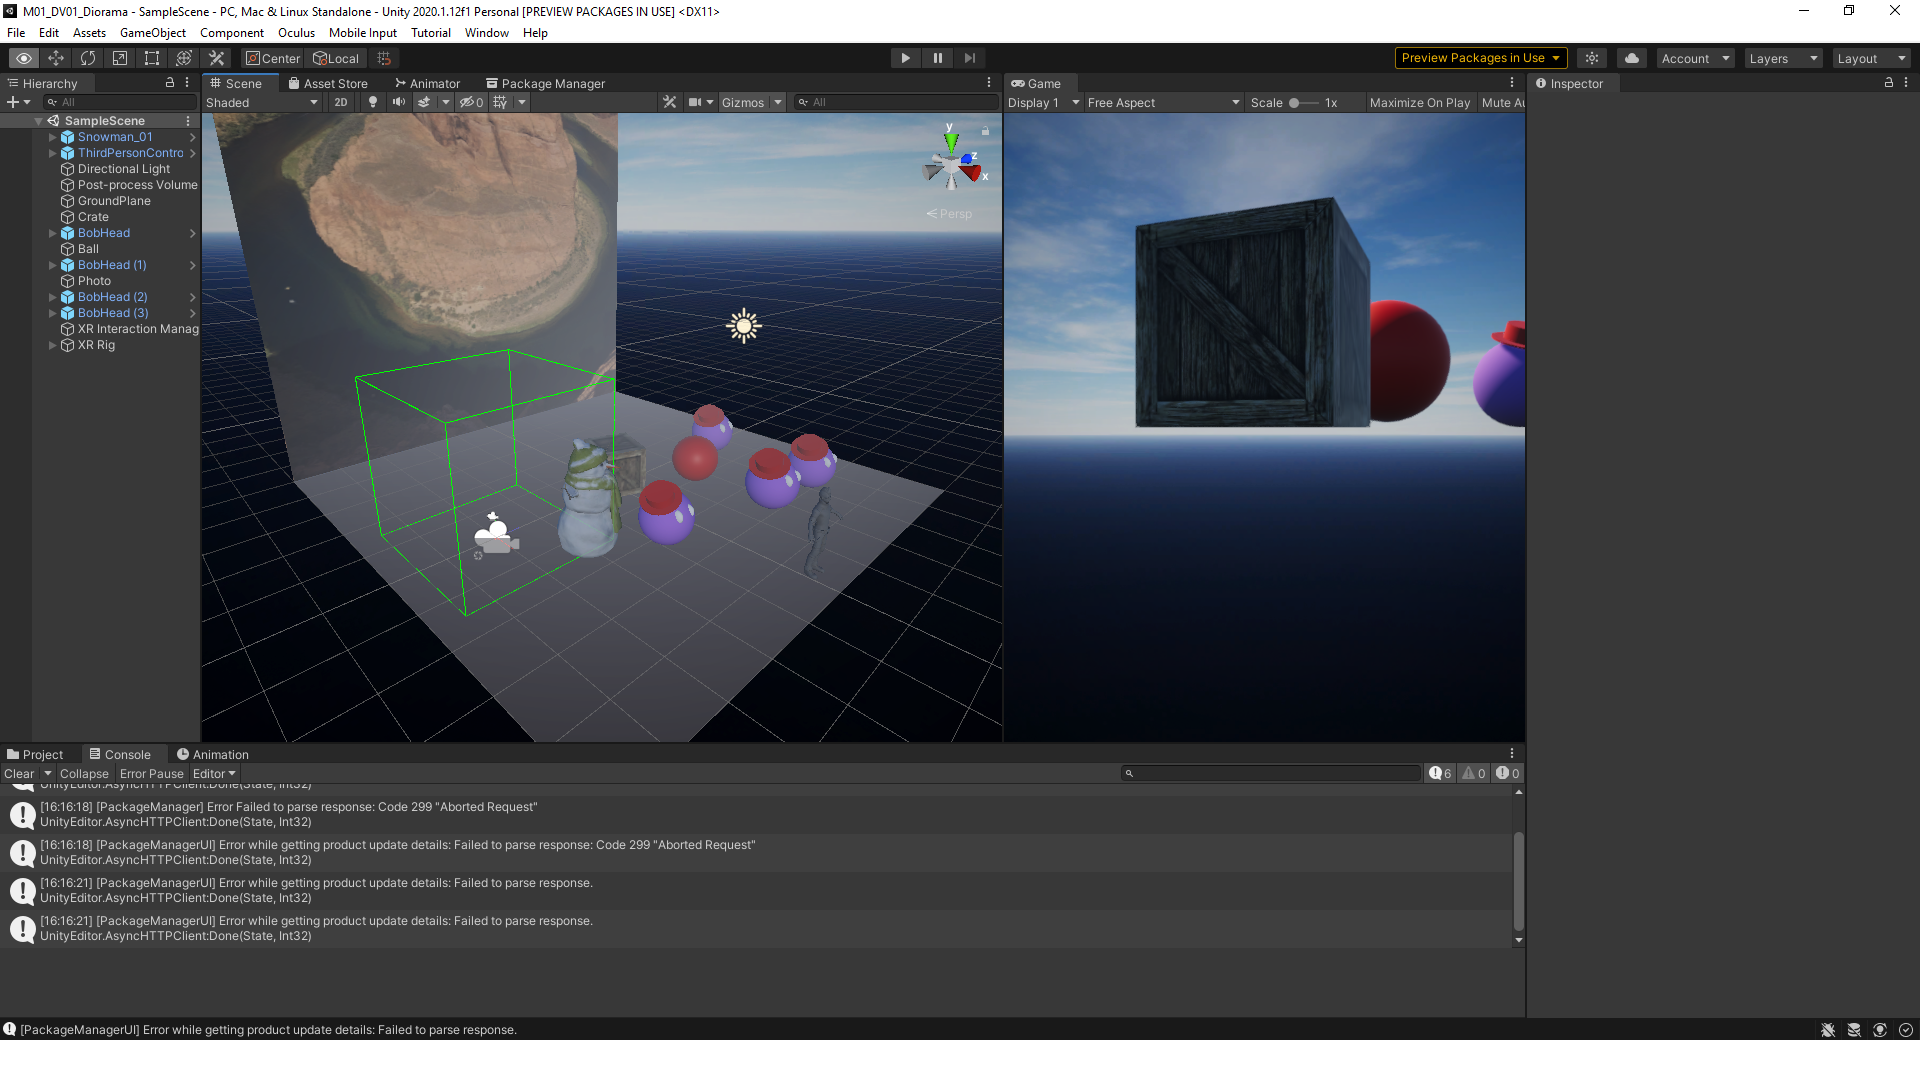 M01_DV01_Diorama - SampleScene - PC, Mac & Linux Standalone - Unity 2020.1.12f1 Personal [PREVIEW PACKAGES IN USE] <DX11>
File Edit Assets GameObject Component Oculus Mobile Input Tutorial Window Help
Center Local Preview Packages in Use Account Layers Layout
Hierarchy Scene Asset Store Animator Package Manager Game Inspector
All Shaded 2D 0 Gizmos All Display 1 Free Aspect Scale 1x Maximize On Play Mute Au
SampleScene
Snowman_01
ThirdPersonContro
Directional Light
Post-process Volume
GroundPlane
Crate
BobHead
Ball
BobHead (1)
Photo
BobHead (2)
BobHead (3)
XR Interaction Manag
XR Rig
y
z
x
Persp
Project Console Animation
Clear Collapse Error Pause Editor 6 0 0
UnityEditor.AsyncHTTPClient:Done(State, Int32)
[16:16:18] [PackageManager] Error Failed to parse response: Code 299 "Aborted Request"
UnityEditor.AsyncHTTPClient:Done(State, Int32)
[16:16:18] [PackageManagerUI] Error while getting product update details: Failed to parse response: Code 299 "Aborted Request"
UnityEditor.AsyncHTTPClient:Done(State, Int32)
[16:16:21] [PackageManagerUI] Error while getting product update details: Failed to parse response.
UnityEditor.AsyncHTTPClient:Done(State, Int32)
[16:16:21] [PackageManagerUI] Error while getting product update details: Failed to parse response.
UnityEditor.AsyncHTTPClient:Done(State, Int32)
[PackageManagerUI] Error while getting product update details: Failed to parse response.